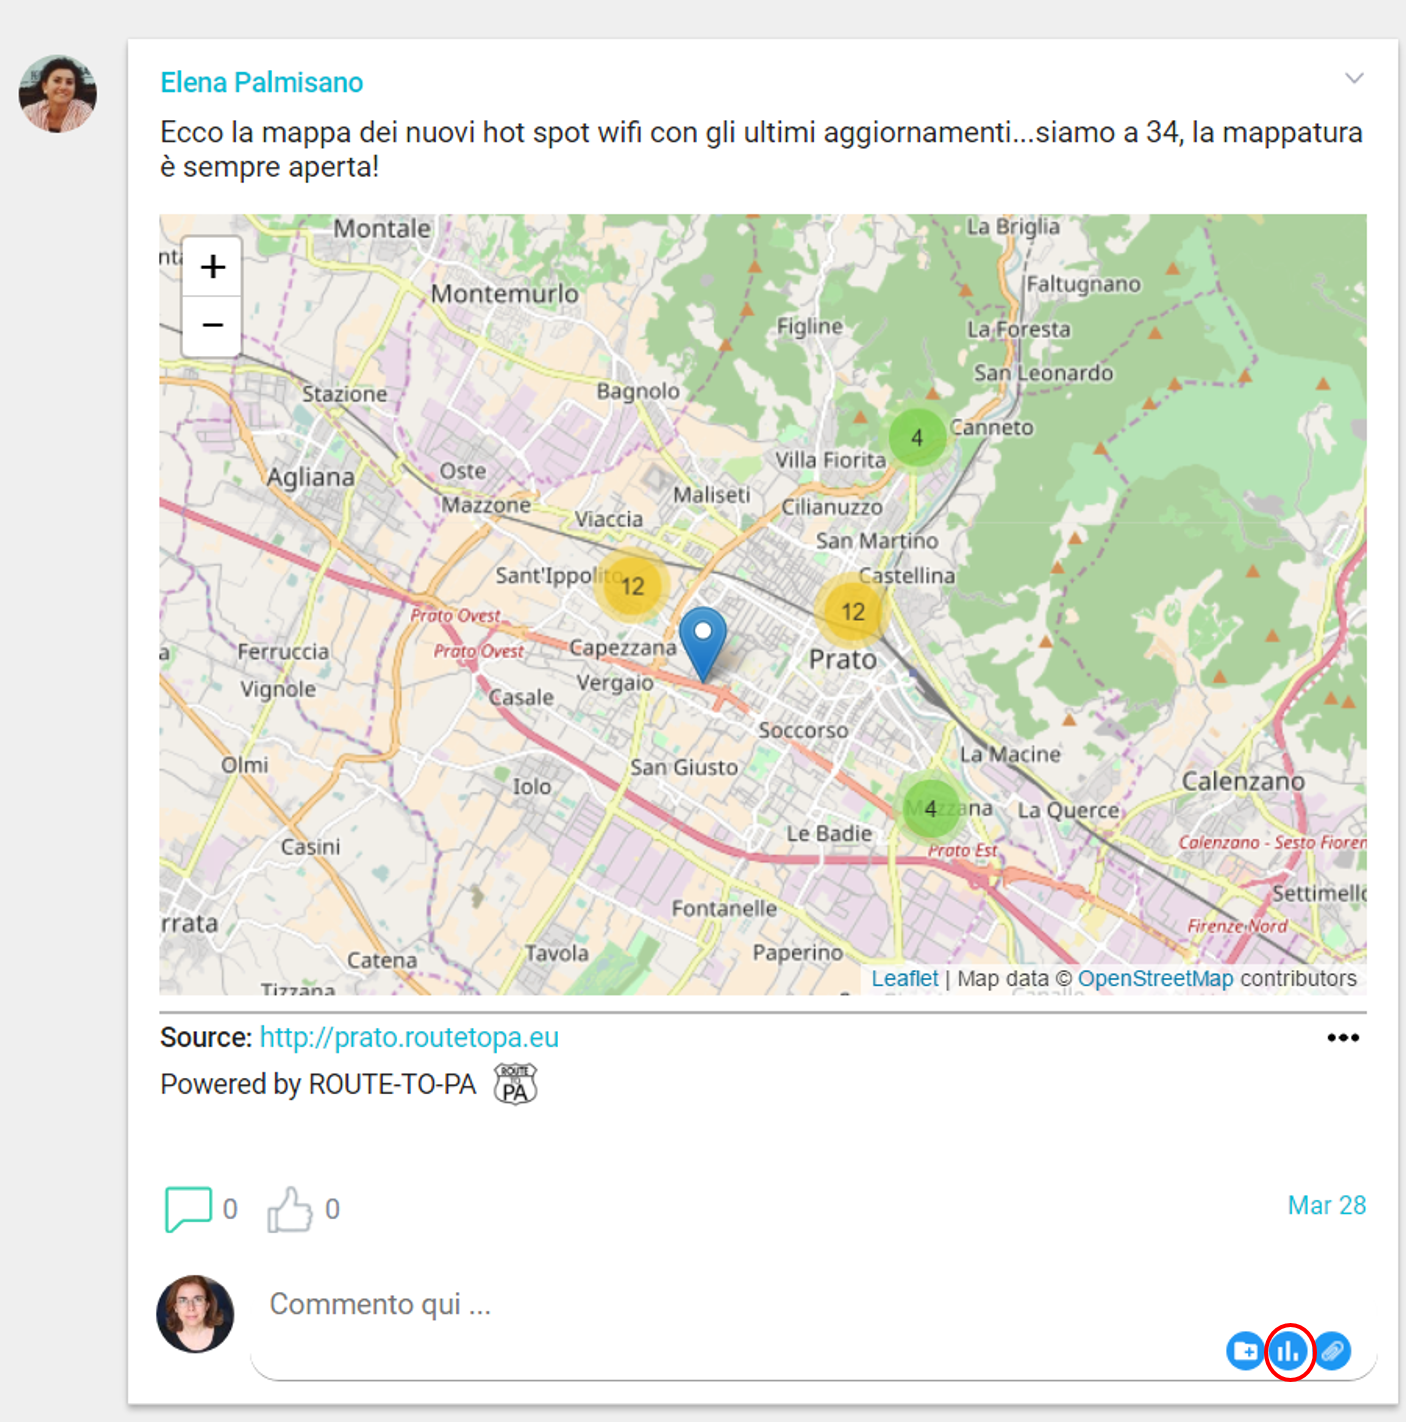 Elena Palmisano
Ecco la mappa dei nuovi hot spot wifi con gli ultimi aggiornamenti...siamo a 34, la mappatura
è sempre aperta!
Montale
La Briglia
+
Faltugnano
Montemurlo
Figline
−
La Foresta
San Leonardo
Stazione
Bagnolo
4
Canneto
Villa Fiorita
Agliana
Oste
Maliseti
Mazzone
Cilianuzzo
Viaccia
San Martino
Sant'Ippolito
12
Castellina
12
Prato Ovest
Capezzana
Prato Ovest
Ferruccia
Prato
Vergaio
Vignole
Casale
Soccorso
La Macine
Olmi
San Giusto
Calenzano
Iolo
4
La Querce
Le Badie
Casini
Prato Est
Calenzano - Sesto Fioren
Settimello
Fontanelle
rrata
Firenze Nord
Tavola
Paperino
Catena
Leaflet | Map data © OpenStreetMap contributors
Tizzana
Source: http://prato.routetopa.eu
•••
Powered by ROUTE-TO-PA
ROUTE
TO
PA
0
0
Mar 28
Commento qui ...